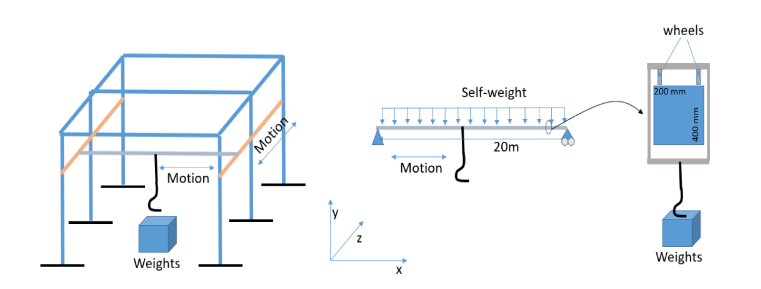 Motion
Motion
Weights
y
z
x
Self-weight
20m
Motion
wheels
200 mm
400 mm
Weights